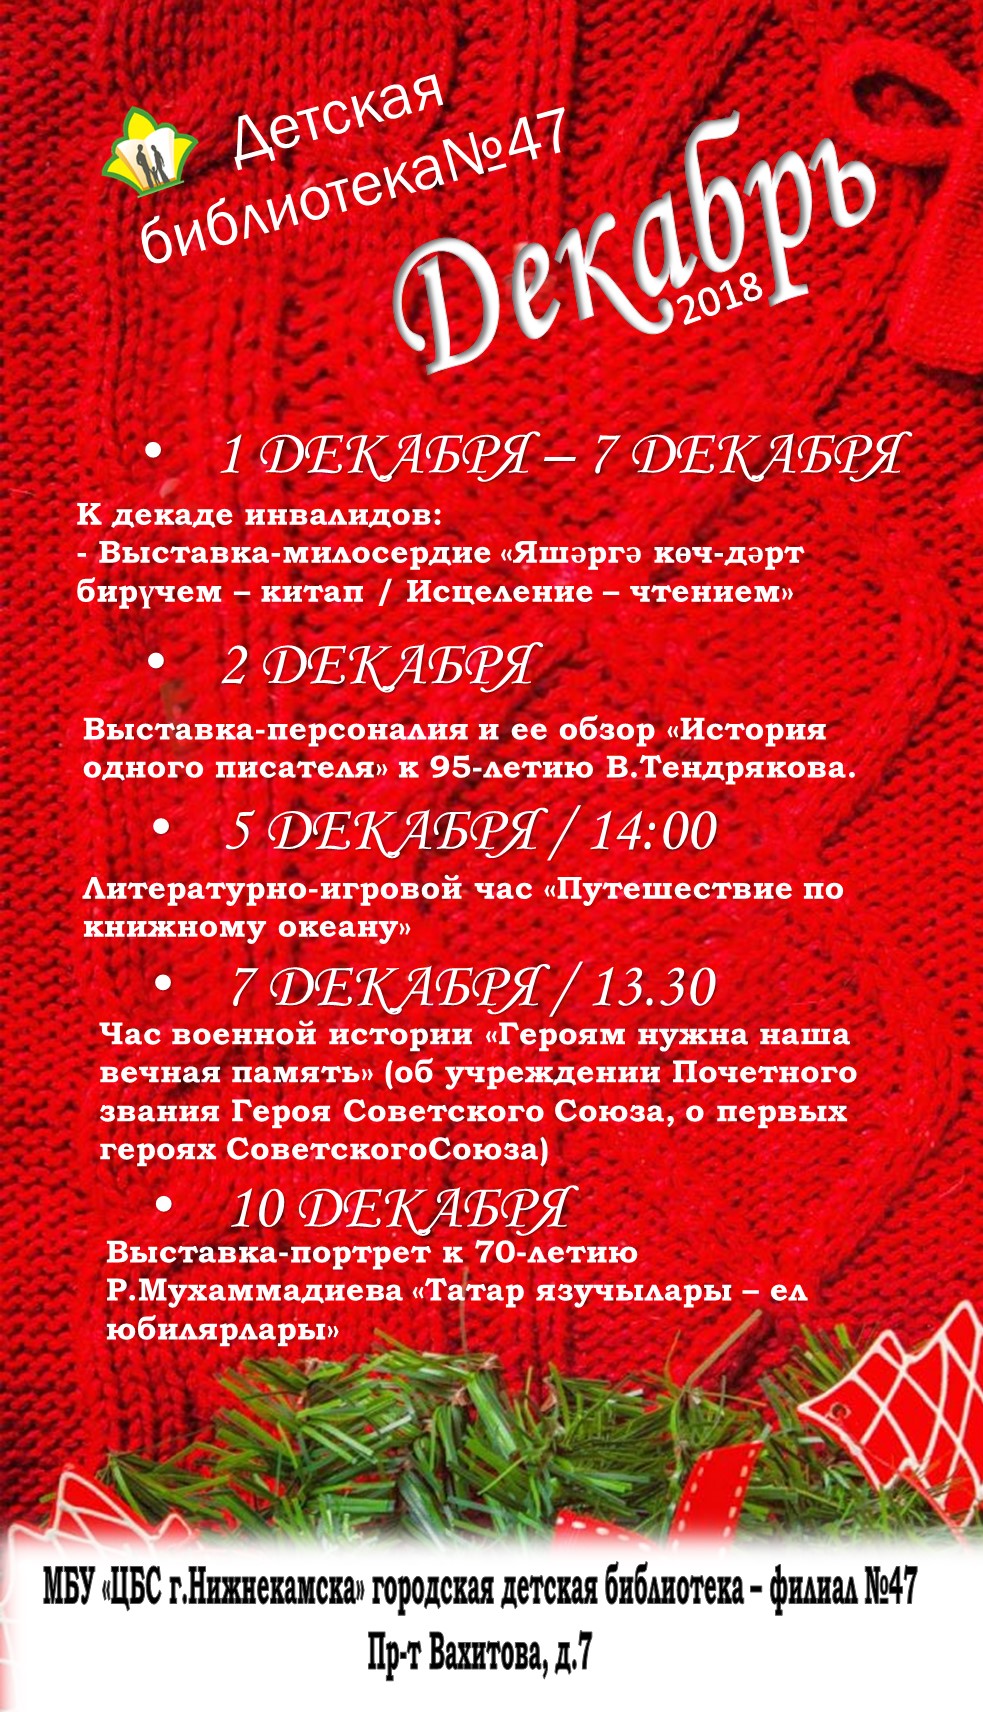 Детская
библиотека№47
Декабрь
2018
• 1 ДЕКАБРЯ – 7 ДЕКАБРЯ
К декаде инвалидов:
- Выставка-милосердие «Яшәргә көч-дәрт
бирүчем – китап / Исцеление – чтением»
• 2 ДЕКАБРЯ
Выставка-персоналия и ее обзор «История
одного писателя» к 95-летию В.Тендрякова.
• 5 ДЕКАБРЯ / 14:00
Литературно-игровой час «Путешествие по
книжному океану»
• 7 ДЕКАБРЯ / 13.30
Час военной истории «Героям нужна наша
вечная память» (об учреждении Почетного
звания Героя Советского Союза, о первых
героях СоветскогоСоюза)
• 10 ДЕКАБРЯ
Выставка-портрет к 70-летию
Р.Мухаммадиева «Татар язучылары – ел
юбилярлары»
МБУ «ЦБС г.Нижнекамска» городская детская библиотека – филиал №47
Пр-т Вахитова, д.7